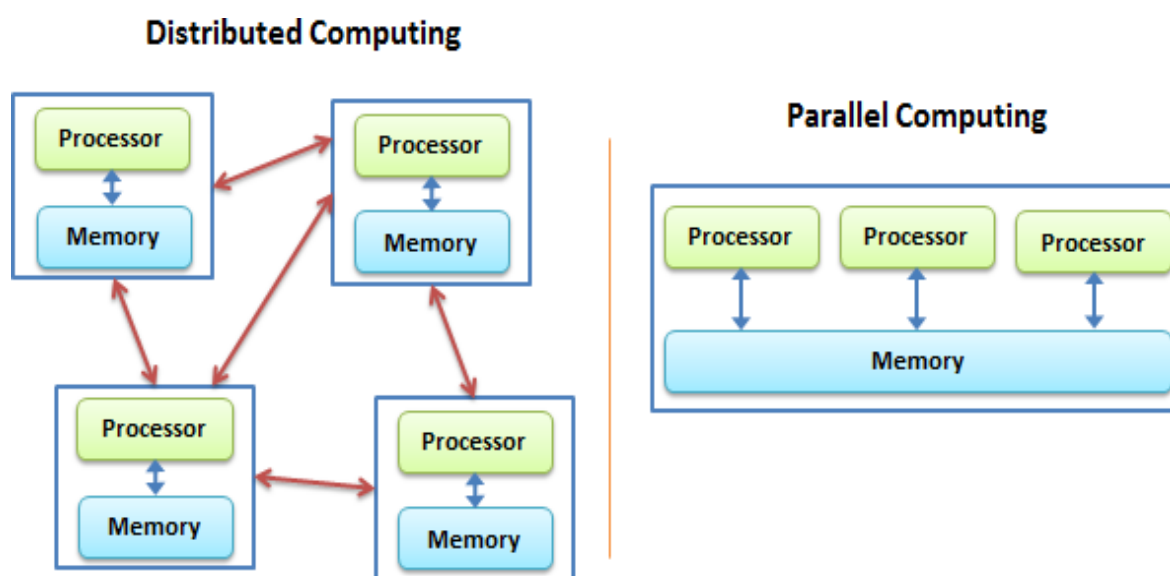 Distributed Computing
Processor
Memory
Processor
Memory
Processor
Memory
Processor
Memory
Parallel Computing
Processor
Processor
Processor
Memory